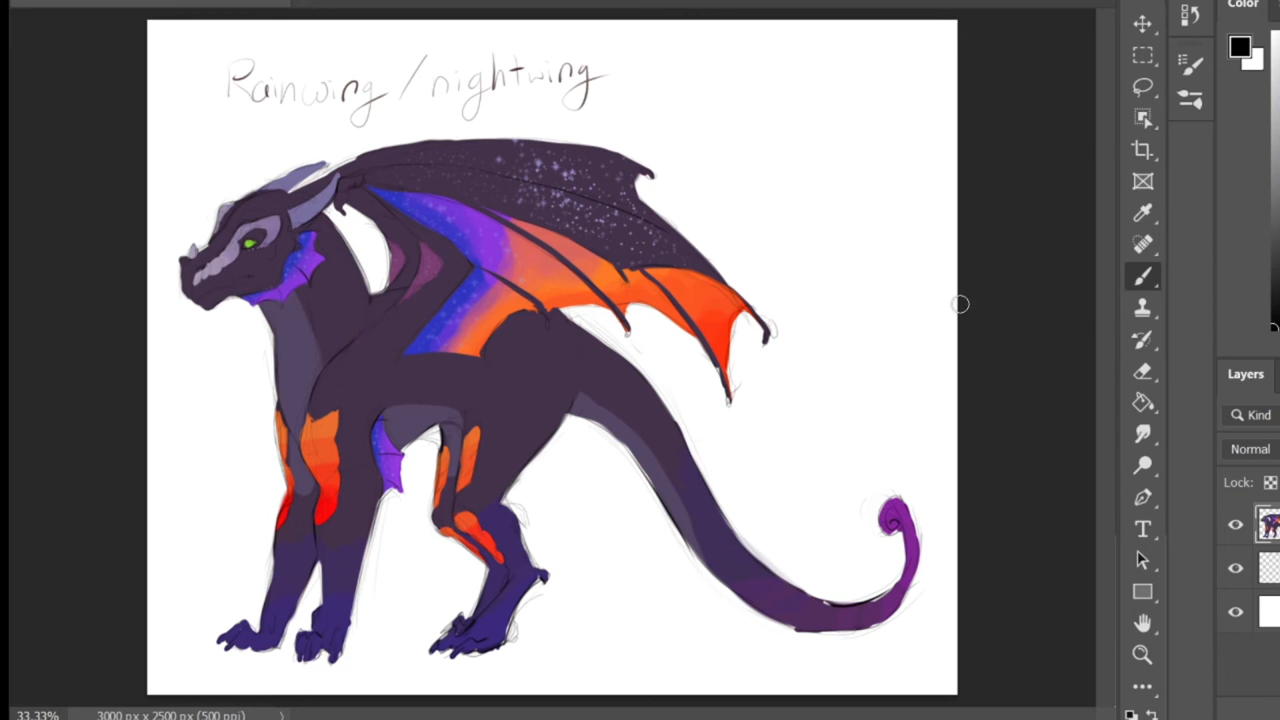 Color
Rainwing / nightwing
Layers
Kind
Normal
Lock:
33.33% 3000 px x 2500 px (500 ppi)
T